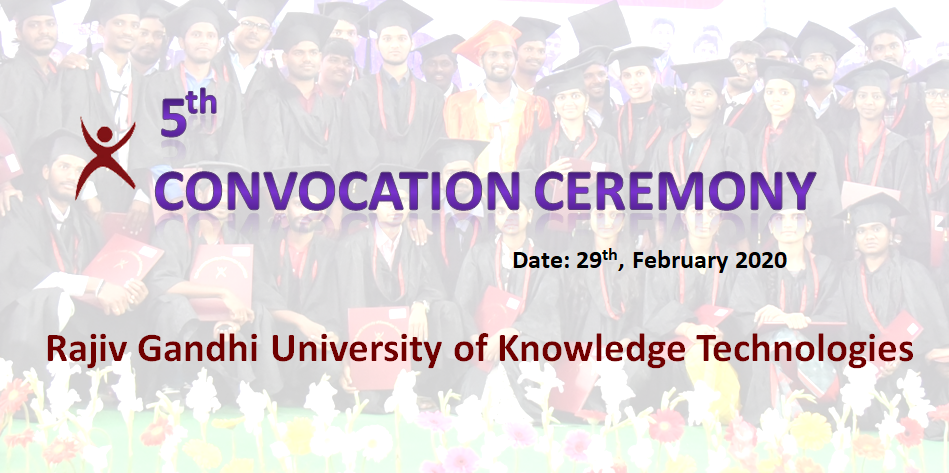 5th
CONVOCATION CEREMONY
Date: 29th, February 2020
Rajiv Gandhi University of Knowledge Technologies